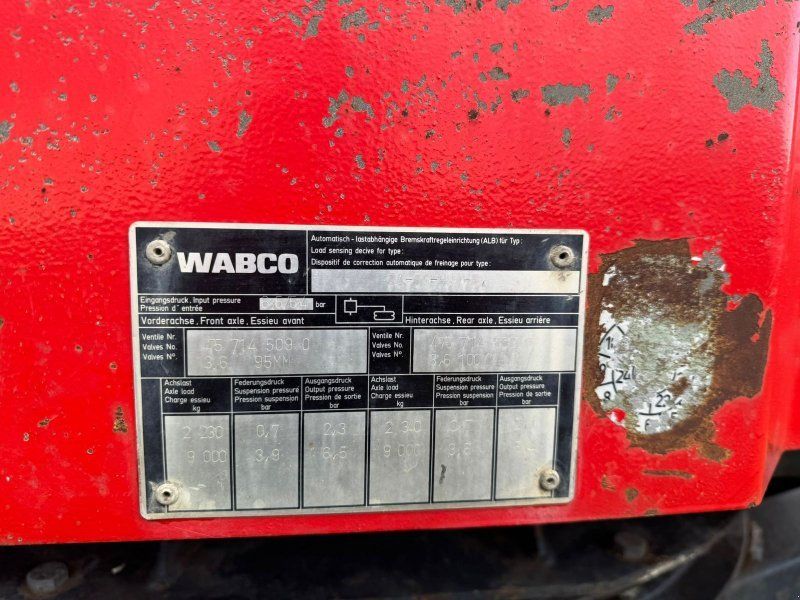 WABCO
Automatisch-lastabhängige Bremskraftregeleinrichtung (ALB) für Typ:
Load sensing decive for type:
Dispositif de correction automatique de freinage pour type:
Eingangsdruck, Input pressure
Pression d'entrée
bar
Vorderachse, Front axle, Essieu avant
Hinterachse, Rear axle, Essieu arrière
Ventile Nr.
Valves No.
Valves N°.
714 509 0
95MM
Ventile Nr.
Valves No.
Valves N°.
Achslast
Axle load
Charge essieu
kg
Federungsdruck
Suspension pressure
Pression suspension
bar
Ausgangsdruck
Output pressure
Pression de sortie
bar
Achslast
Axle load
Charge essieu
kg
Federungsdruck
Suspension pressure
Pression suspension
bar
Ausgangsdruck
Output pressure
Pression de sortie
bar
2 230 0,7 2,3
9 000 3,9
9 000